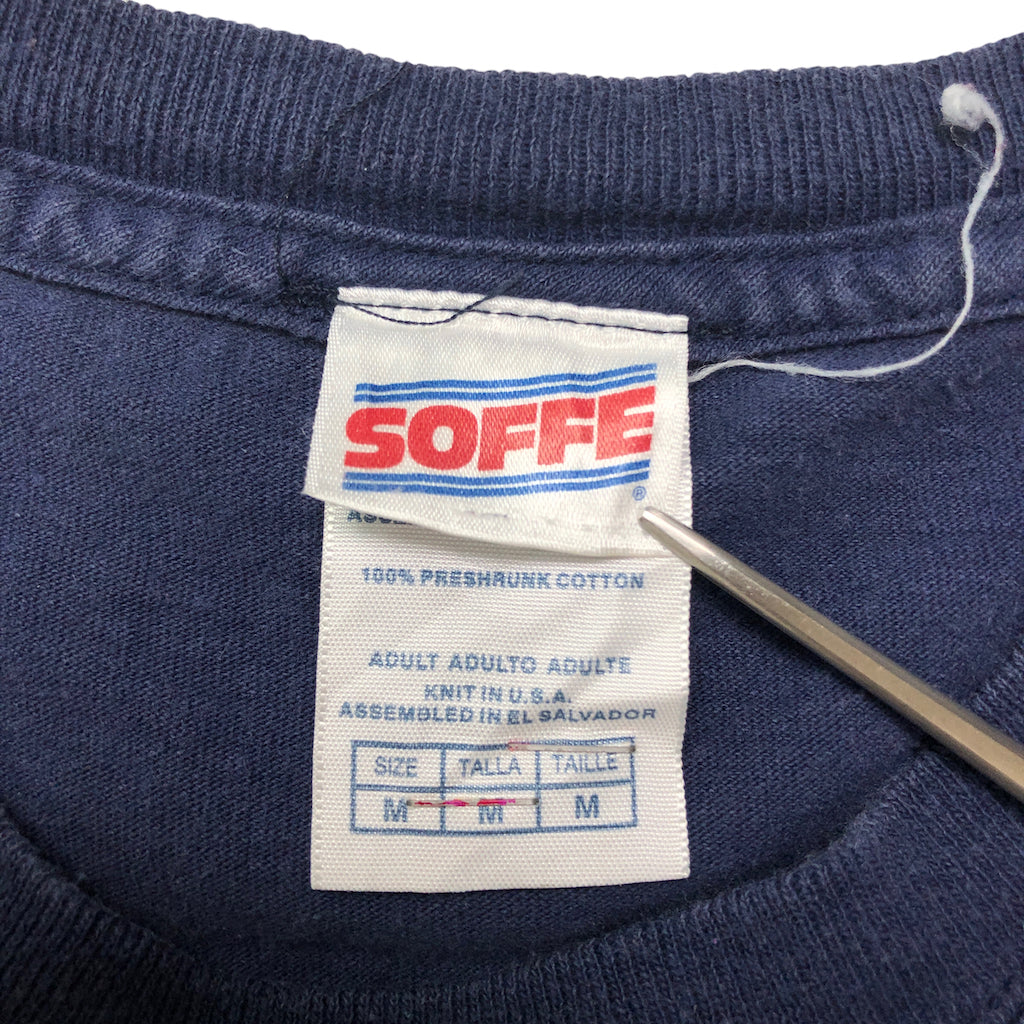 SOFFE
®
100% PRESHRUNK COTTON
ADULT ADULTO ADULTE
KNIT IN U.S.A.
ASSEMBLED IN EL SALVADOR
SIZE TALLA TAILLE
M M M